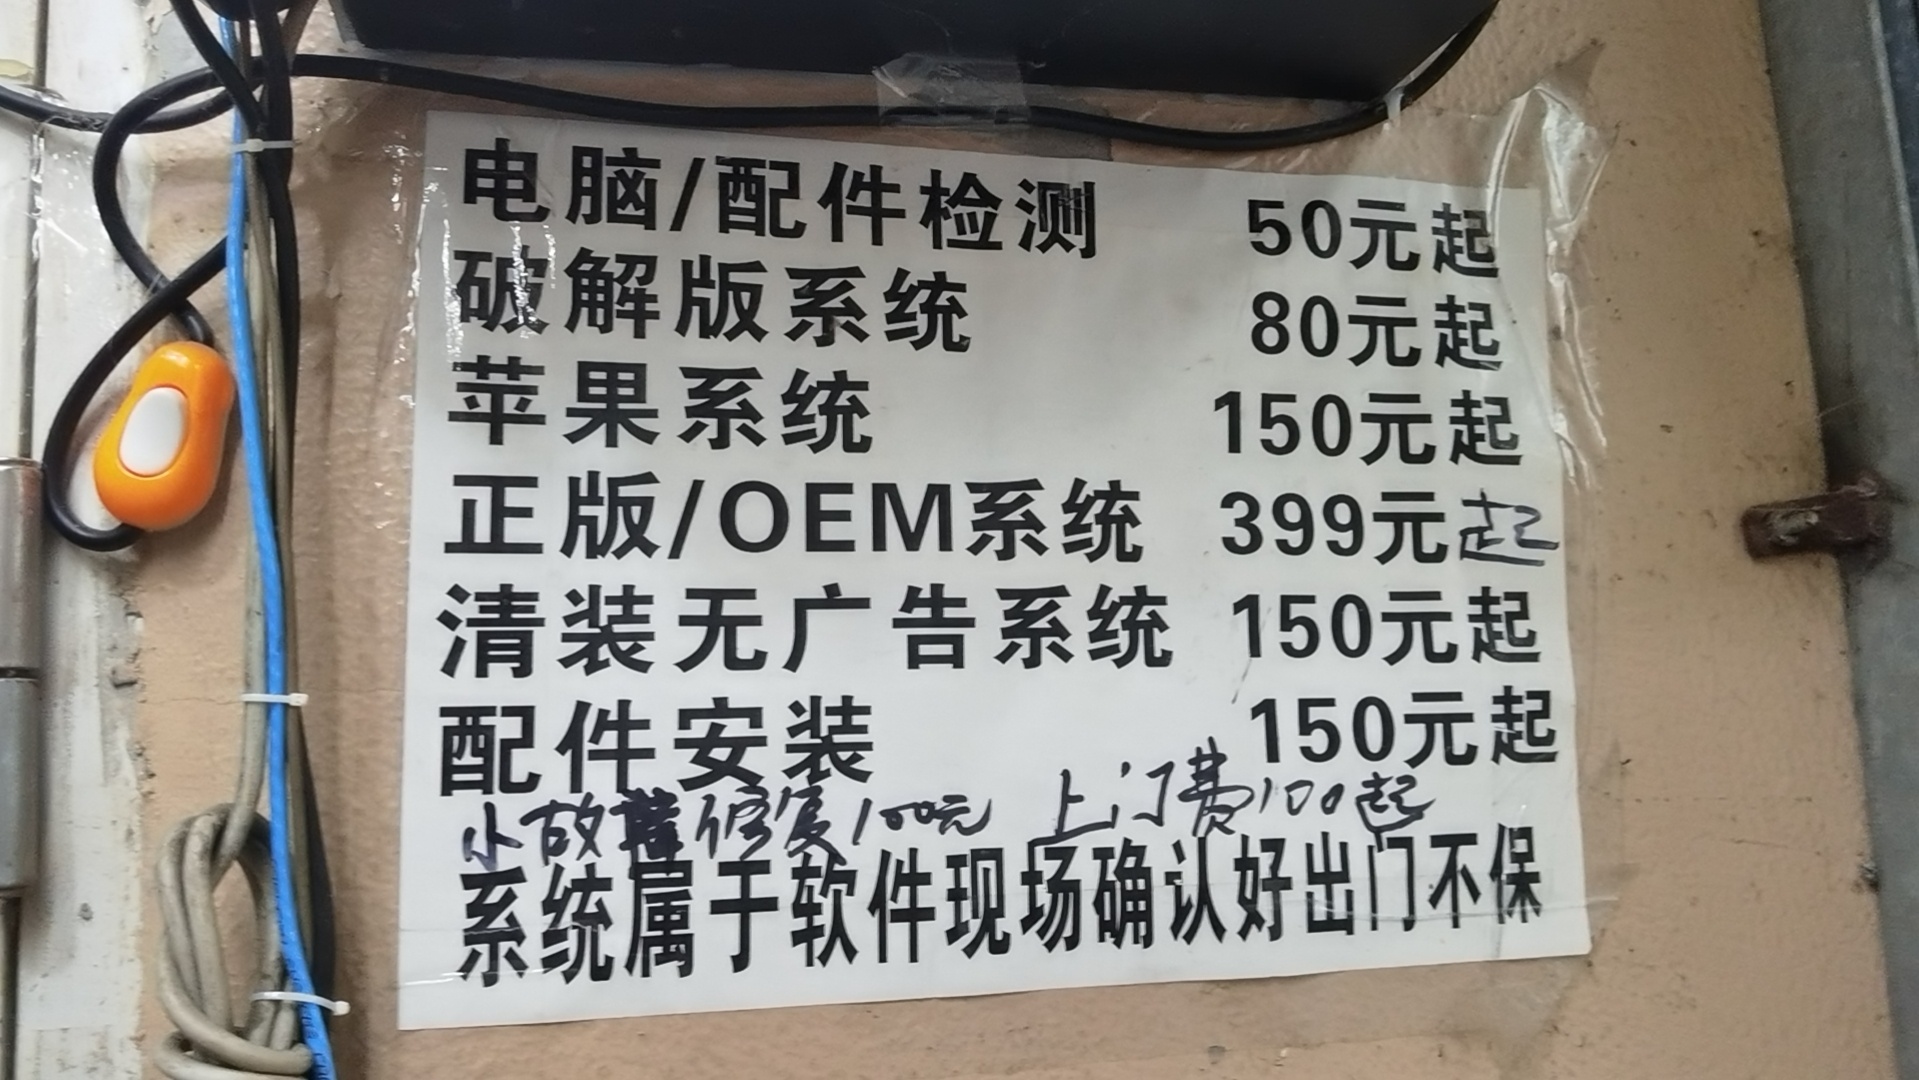 电脑/配件检测 50元起
破解版系统 80元起
苹果系统 150元起
正版/OEM系统 399元起
清装无广告系统 150元起
配件安装 150元起
小故障修复100元 上门费100起
系统属于软件现场确认好出门不保